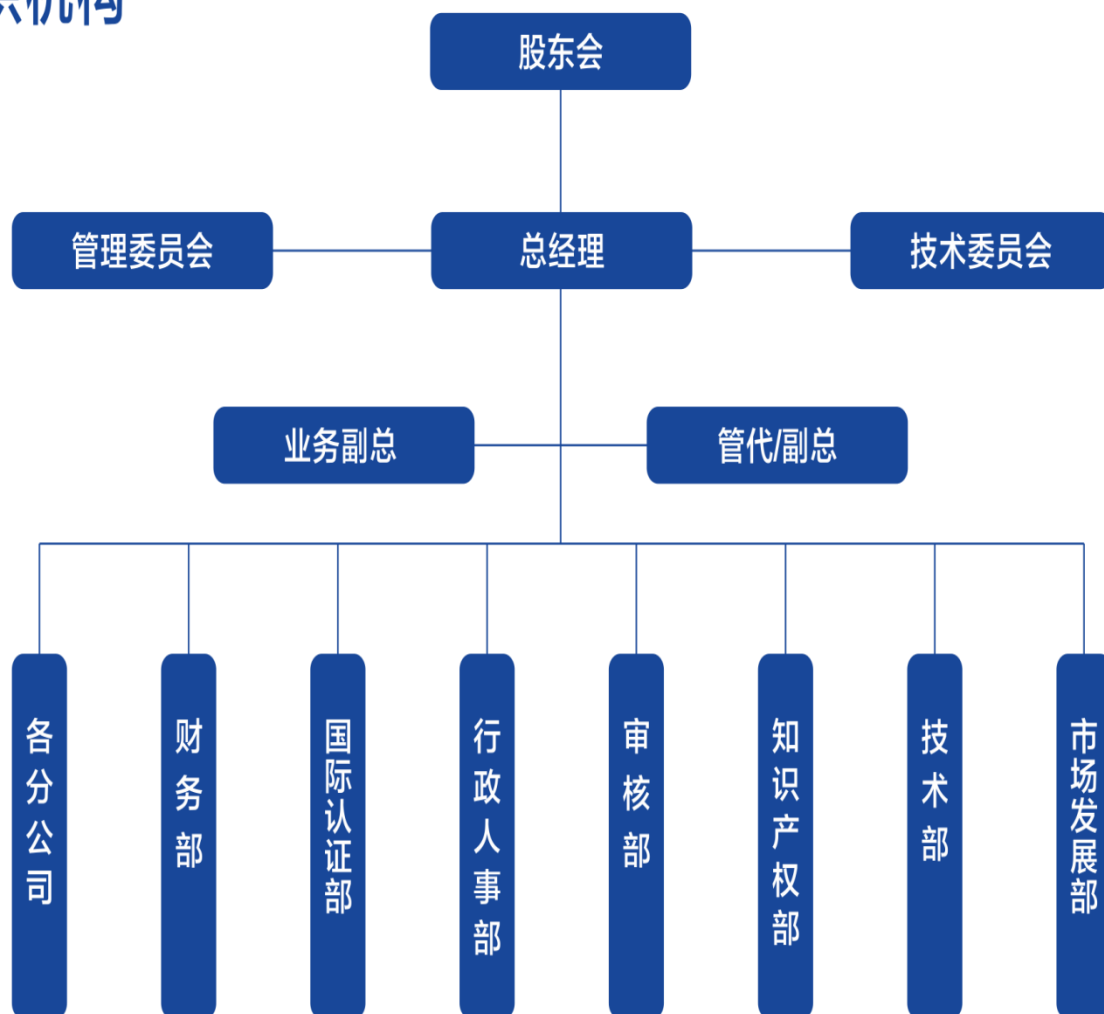 机构
股东会
管理委员会
总经理
技术委员会
业务副总
管代/副总
各分公司
财务部
国际认证部
行政人事部
审核部
知识产权部
技术部
市场发展部